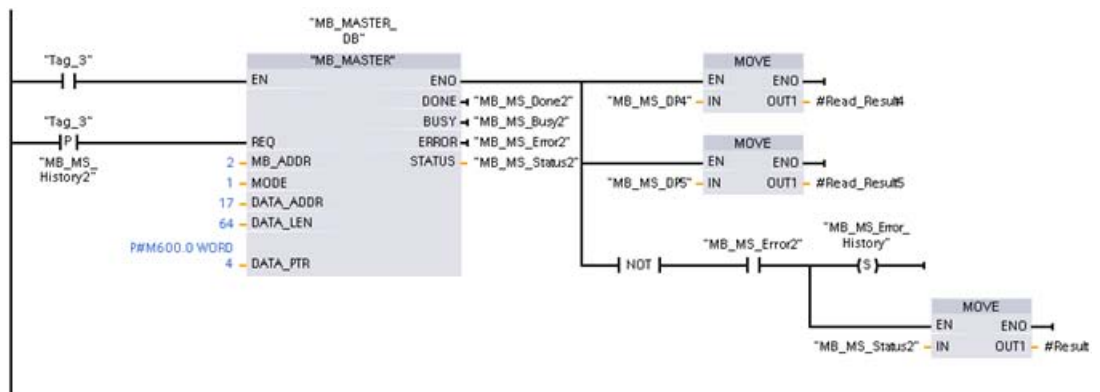 "MB_MASTER_
DB"
"Tag_3"
"MB_MASTER"
MOVE
EN
ENO
EN
ENO
DONE
"MB_MS_Done2"
"MB_MS_DP4"
IN
OUT1
#Read_Result4
"Tag_3"
BUSY
"MB_MS_Busy2"
P
REQ
ERROR
"MB_MS_Error2"
MOVE
"MB_MS_
History2"
2
MB_ADDR
STATUS
"MB_MS_Status2"
EN
ENO
1
MODE
"MB_MS_DP5"
IN
OUT1
#Read_Result5
17
DATA_ADDR
64
DATA_LEN
"MB_MS_Error_
History"
P#M600.0 WORD
4
DATA_PTR
"MB_MS_Error2"
NOT
S
MOVE
EN
ENO
"MB_MS_Status2"
IN
OUT1
#Result